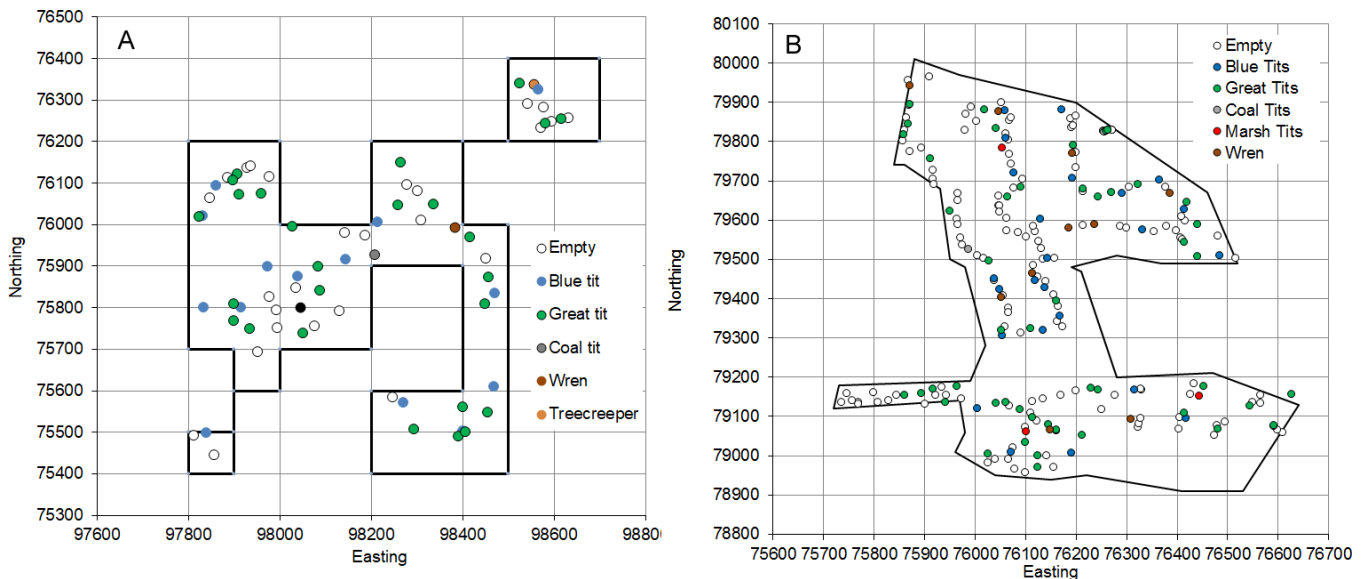 A
76500
76400
76300
76200
76100
76000
75900
75800
75700
75600
75500
75400
75300
Northing
97600 97800 98000 98200 98400 98600 9880
Easting
Empty
Blue tit
Great tit
Coal tit
Wren
Treecreeper
B
80100
80000
79900
79800
79700
79600
79500
79400
79300
79200
79100
79000
78900
78800
Northing
75600 75700 75800 75900 76000 76100 76200 76300 76400 76500 76600 76700
Easting
Empty
Blue Tits
Great Tits
Coal Tits
Marsh Tits
Wren